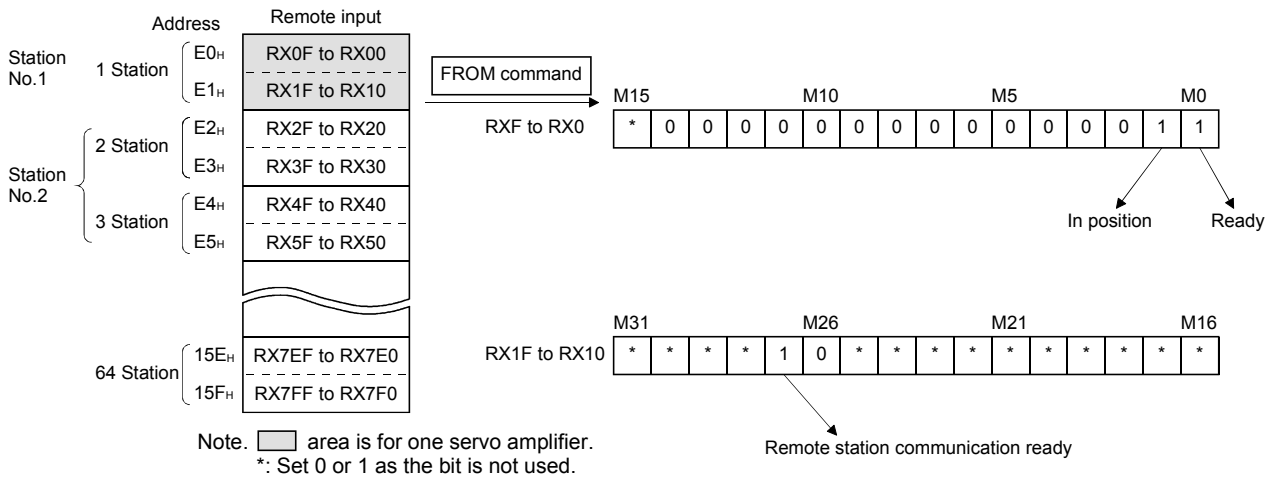 Address
Remote input
Station
No.1
1 Station
E0H
RX0F to RX00
E1H
RX1F to RX10
Station
No.2
2 Station
E2H
RX2F to RX20
E3H
RX3F to RX30
3 Station
E4H
RX4F to RX40
E5H
RX5F to RX50
64 Station
15EH
RX7EF to RX7E0
15FH
RX7FF to RX7F0
FROM command
M15 M10 M5 M0
RXF to RX0 * 0 0 0 0 0 0 0 0 0 0 0 0 0 1 1
In position Ready
M31 M26 M21 M16
RX1F to RX10 * * * * 1 0 * * * * * * * * * *
Remote station communication ready
Note. area is for one servo amplifier.
*: Set 0 or 1 as the bit is not used.